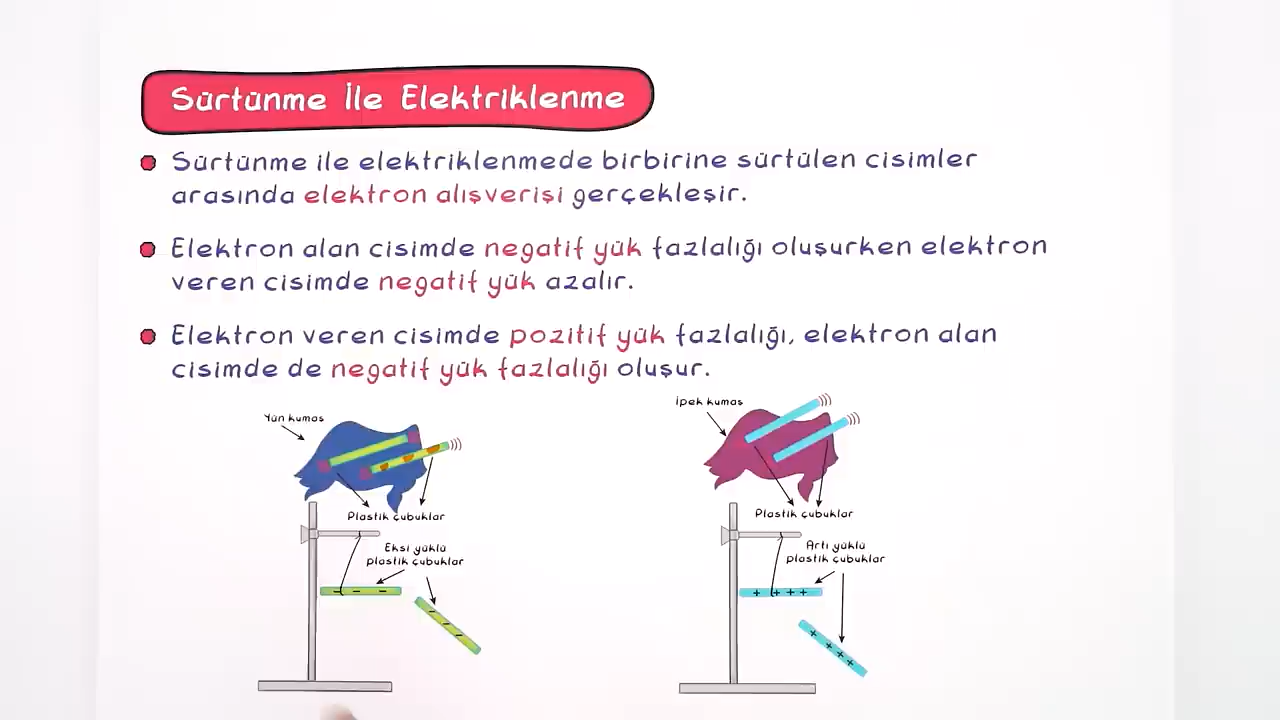 Sürtünme İle Elektriklenme
Sürtünme ile elektriklenmede birbirine sürtülen cisimler
arasında elektron alışverişi gerçekleşir.
Elektron alan cisimde negatif yük fazlalığı oluşurken elektron
veren cisimde negatif yük azalır.
Elektron veren cisimde pozitif yük fazlalığı, elektron alan
cisimde de negatif yük fazlalığı oluşur.
Yün kumaş
Plastik çubuklar
Eksi yüklü
plastik çubuklar
- - -
- - -
İpek kumaş
Plastik çubuklar
Artı yüklü
plastik çubuklar
+ + + +
+ + + +